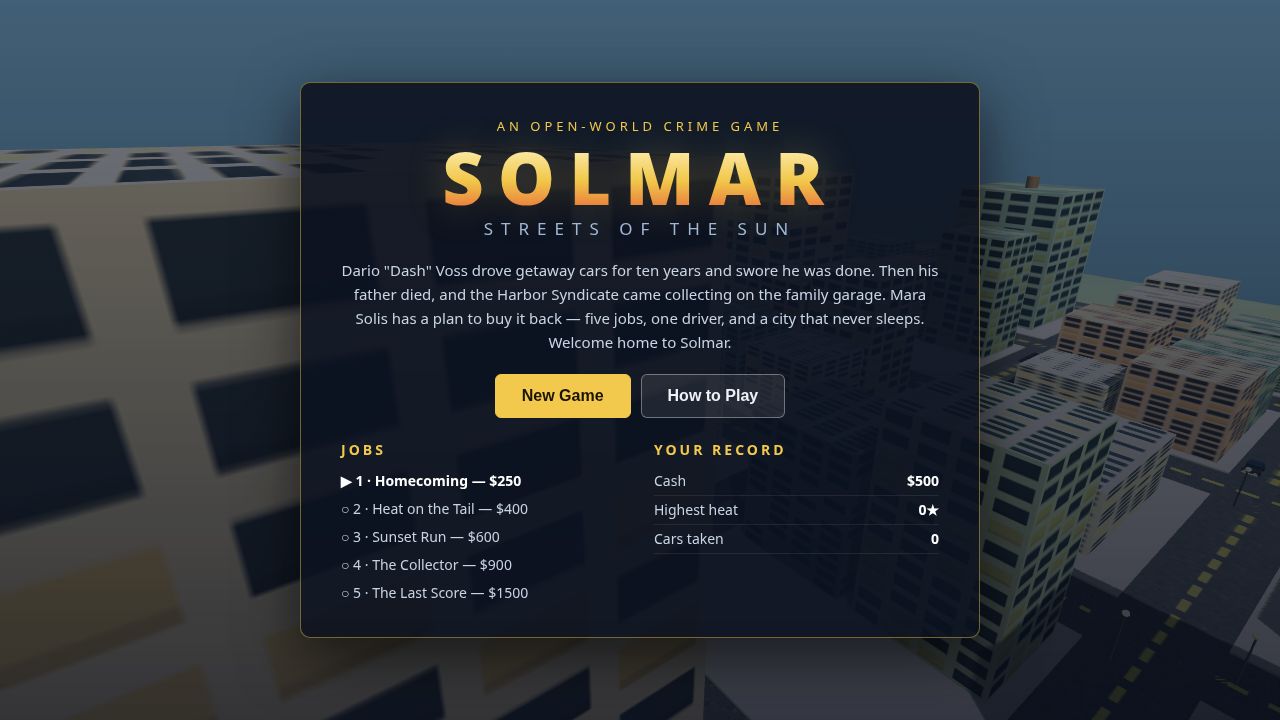 AN OPEN-WORLD CRIME GAME
SOLMAR
STREETS OF THE SUN
Dario "Dash" Voss drove getaway cars for ten years and swore he was done. Then his
father died, and the Harbor Syndicate came collecting on the family garage. Mara
Solis has a plan to buy it back — five jobs, one driver, and a city that never sleeps.
Welcome home to Solmar.
New Game
How to Play
JOBS
▶ 1 · Homecoming — $250
○ 2 · Heat on the Tail — $400
○ 3 · Sunset Run — $600
○ 4 · The Collector — $900
○ 5 · The Last Score — $1500
YOUR RECORD
Cash $500
Highest heat 0★
Cars taken 0